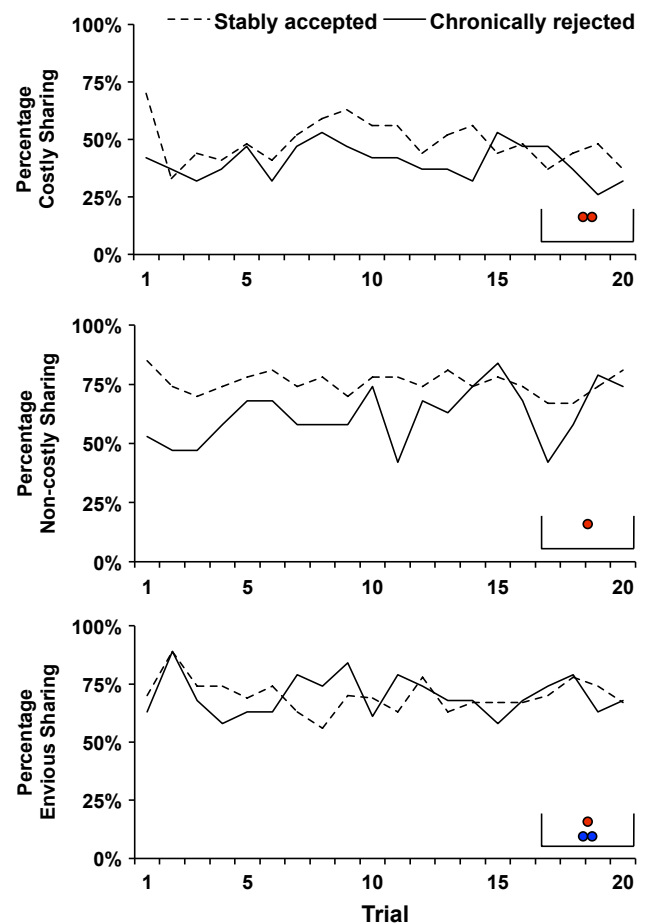 Stably accepted Chronically rejected
Percentage
Costly Sharing
100%
75%
50%
25%
0%
1 5 10 15 20
Percentage
Non-costly Sharing
100%
75%
50%
25%
0%
1 5 10 15 20
Percentage
Envious Sharing
100%
75%
50%
25%
0%
1 5 10 15 20
Trial